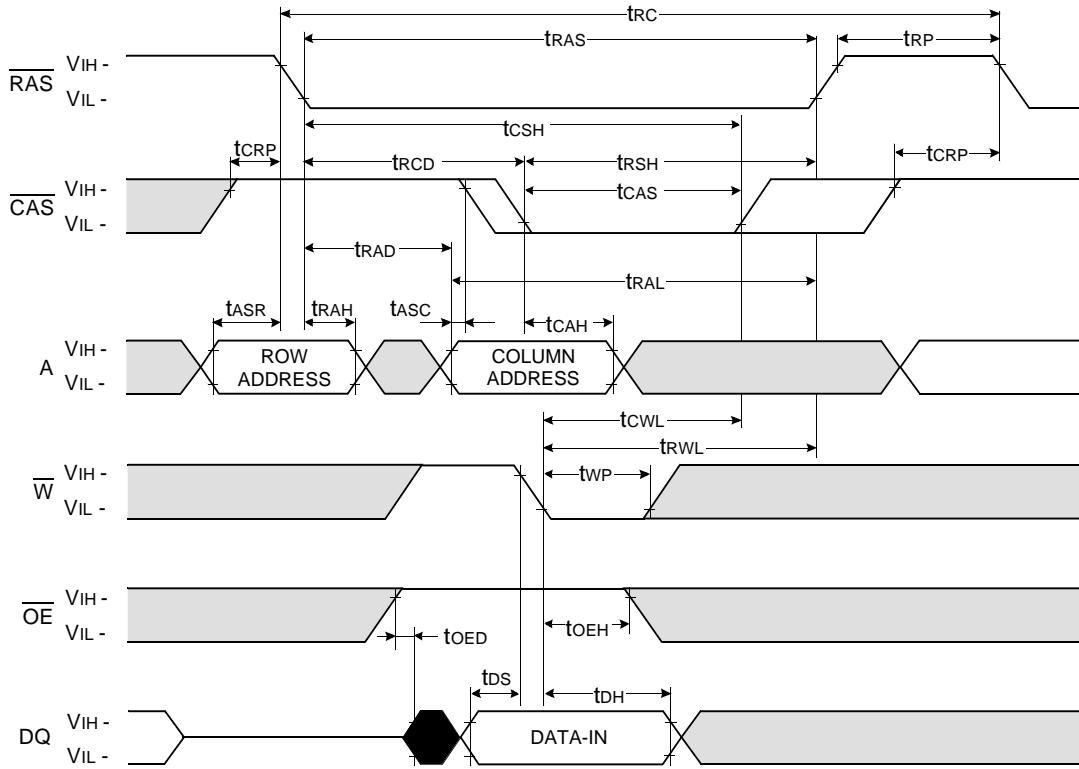 tRC
tRAS
tRP
RAS
VIH -
VIL -
tCSH
tCRP
tRCD
tRSH
tCRP
CAS
VIH -
VIL -
tCAS
tRAD
tRAL
tASR
tRAH
tASC
tCAH
A
VIH -
VIL -
ROW
ADDRESS
COLUMN
ADDRESS
tCWL
tRWL
W
VIH -
VIL -
tWP
OE
VIH -
VIL -
tOED
tOEH
tDS
tDH
DQ
VIH -
VIL -
DATA-IN